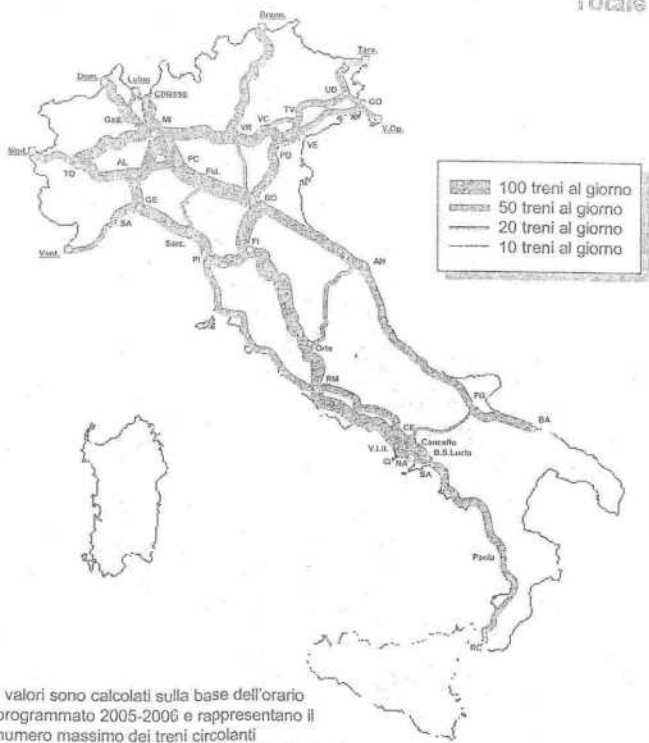 Totale
Brenn.
Tarv.
Dom.
Luino
Chiasso
UD
GO
TV
Gall.
MI
VR
VC
V.Op.
VE
PD
Mod.
TO
AL
PC
Fid.
BO
GE
SA
Sarz.
Vent.
PI
FI
AN
Orte
RM
FG
BA
CE
Cancello
V.Lit.
B.S.Lucia
NA
SA
Paola
RC
100 treni al giorno
50 treni al giorno
20 treni al giorno
10 treni al giorno
valori sono calcolati sulla base dell'orario
programmato 2005-2006 e rappresentano il
numero massimo dei treni circolanti